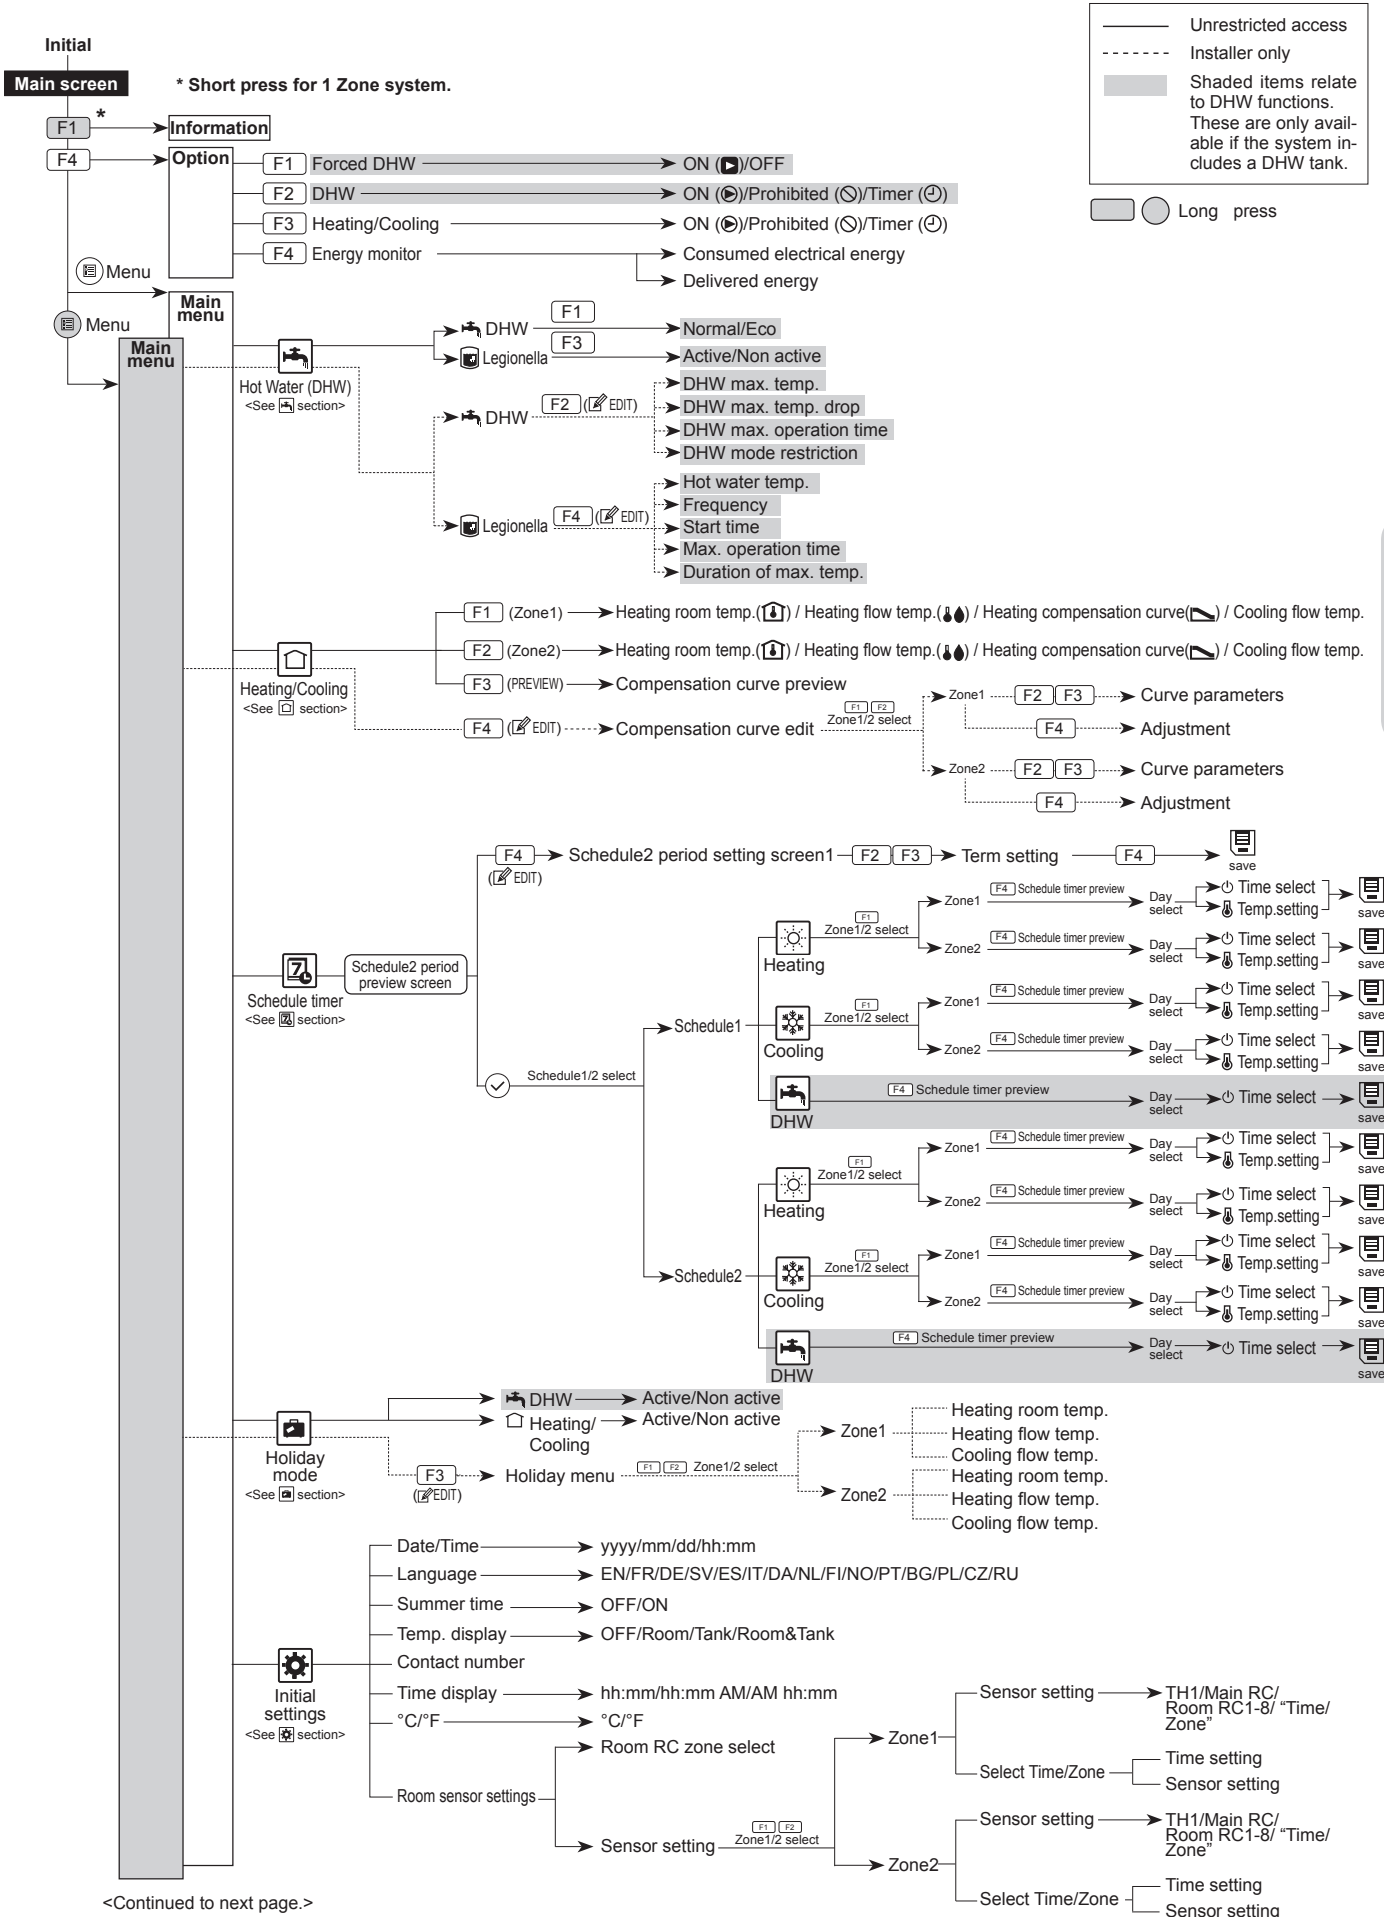 Initial
Main screen
* Short press for 1 Zone system.
Unrestricted access
Installer only
Shaded items relate
to DHW functions.
These are only avail-
able if the system in-
cludes a DHW tank.
Long press
F1 * Information
F4 Option
F1 Forced DHW ON ( )/OFF
F2 DHW ON ( )/Prohibited ( )/Timer ( )
F3 Heating/Cooling ON ( )/Prohibited ( )/Timer ( )
F4 Energy monitor Consumed electrical energy
Delivered energy
Menu
Main
menu
Menu
Main
menu
Hot Water (DHW)
<See section>
DHW F1 Normal/Eco
Legionella F3 Active/Non active
DHW F2 ( EDIT)
DHW max. temp.
DHW max. temp. drop
DHW max. operation time
DHW mode restriction
Legionella F4 ( EDIT)
Hot water temp.
Frequency
Start time
Max. operation time
Duration of max. temp.
Heating/Cooling
<See section>
F1 (Zone1) Heating room temp.( ) / Heating flow temp.( ) / Heating compensation curve( ) / Cooling flow temp.
F2 (Zone2) Heating room temp.( ) / Heating flow temp.( ) / Heating compensation curve( ) / Cooling flow temp.
F3 (PREVIEW) Compensation curve preview
F4 ( EDIT) Compensation curve edit
F1 F2
Zone1/2 select
Zone1 F2 F3 Curve parameters
F4 Adjustment
Zone2 F2 F3 Curve parameters
F4 Adjustment
7
Schedule timer
<See 7 section>
Schedule2 period
preview screen
F4 Schedule2 period setting screen1 F2 F3 Term setting F4 save
( EDIT)
Schedule1/2 select
Schedule1
Heating
F1
Zone1/2 select
Zone1 F4 Schedule timer preview Day select Time select Temp.setting save
Zone2 F4 Schedule timer preview Day select Time select Temp.setting save
Cooling
F1
Zone1/2 select
Zone1 F4 Schedule timer preview Day select Time select Temp.setting save
Zone2 F4 Schedule timer preview Day select Time select Temp.setting save
DHW
F4 Schedule timer preview Day select Time select save
Schedule2
Heating
F1
Zone1/2 select
Zone1 F4 Schedule timer preview Day select Time select Temp.setting save
Zone2 F4 Schedule timer preview Day select Time select Temp.setting save
Cooling
F1
Zone1/2 select
Zone1 F4 Schedule timer preview Day select Time select Temp.setting save
Zone2 F4 Schedule timer preview Day select Time select Temp.setting save
DHW
F4 Schedule timer preview Day select Time select save
Holiday
mode
<See section>
DHW Active/Non active
Heating/
Cooling
Active/Non active
F3
( EDIT)
Holiday menu F1 F2 Zone1/2 select
Zone1
Heating room temp.
Heating flow temp.
Cooling flow temp.
Zone2
Heating room temp.
Heating flow temp.
Cooling flow temp.
Initial
settings
<See section>
Date/Time yyyy/mm/dd/hh:mm
Language EN/FR/DE/SV/ES/IT/DA/NL/FI/NO/PT/BG/PL/CZ/RU
Summer time OFF/ON
Temp. display OFF/Room/Tank/Room&Tank
Contact number
Time display hh:mm/hh:mm AM/AM hh:mm
°C/°F °C/°F
Room sensor settings
Room RC zone select
Sensor setting
F1 F2
Zone1/2 select
Zone1
Sensor setting TH1/Main RC/
Room RC1-8/ “Time/
Zone”
Select Time/Zone
Time setting
Sensor setting
Zone2
Sensor setting TH1/Main RC/
Room RC1-8/ “Time/
Zone”
Select Time/Zone
Time setting
Sensor setting
<Continued to next page.>